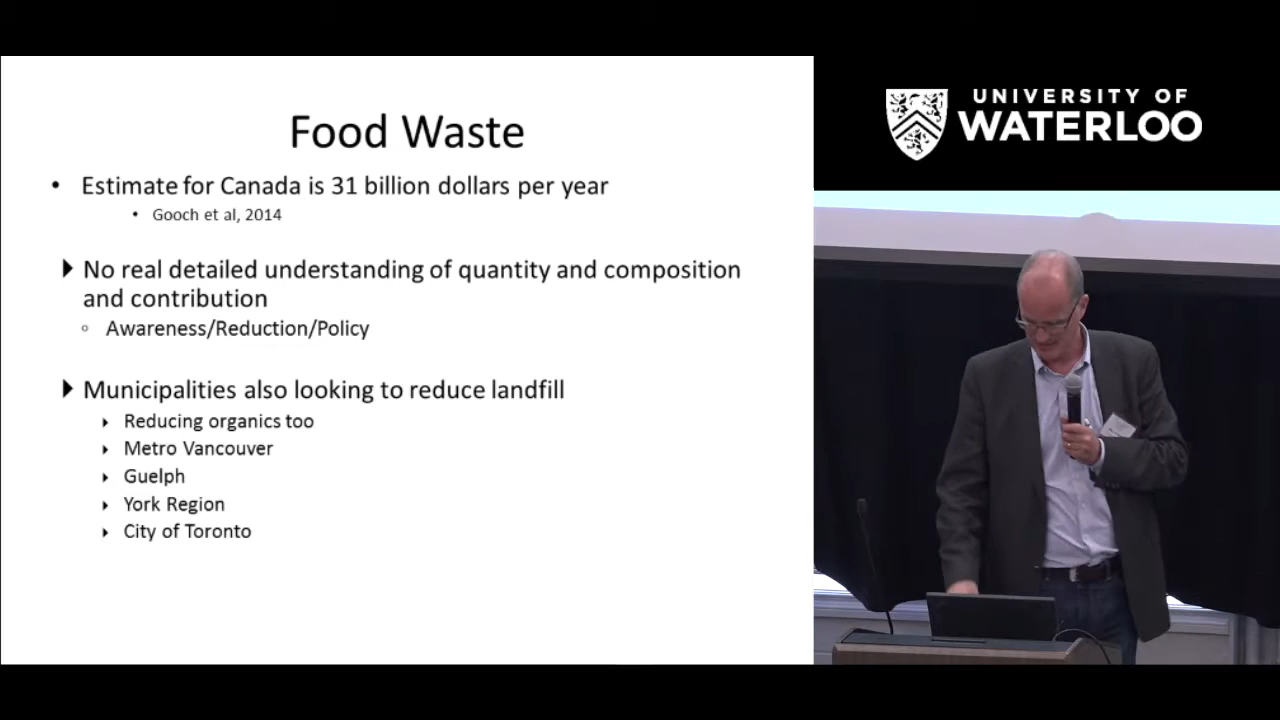 Food Waste
• Estimate for Canada is 31 billion dollars per year
• Gooch et al, 2014
No real detailed understanding of quantity and composition
and contribution
◦ Awareness/Reduction/Policy
Municipalities also looking to reduce landfill
Reducing organics too
Metro Vancouver
Guelph
York Region
City of Toronto
UNIVERSITY OF
WATERLOO